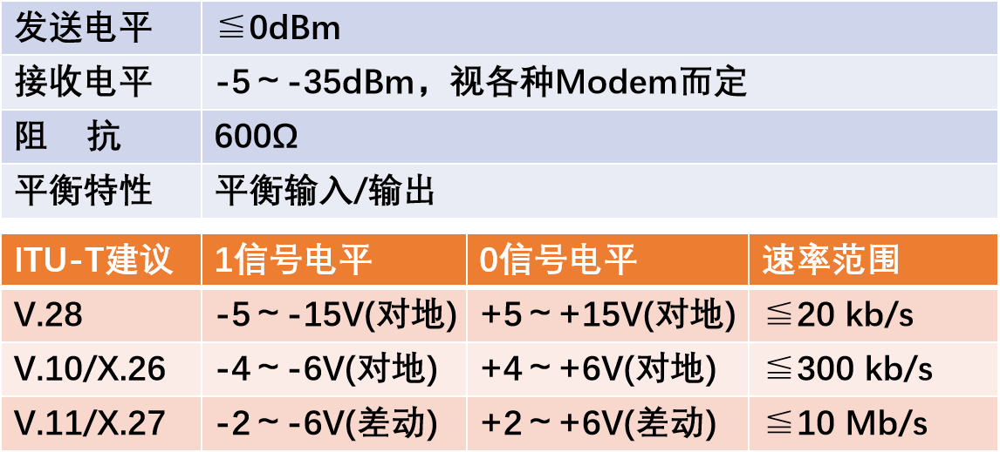 发送电平 ≦0dBm
接收电平 -5～-35dBm，视各种Modem而定
阻 抗 600Ω
平衡特性 平衡输入/输出
ITU-T建议 1信号电平 0信号电平 速率范围
V.28 -5～-15V(对地) +5～+15V(对地) ≦20 kb/s
V.10/X.26 -4～-6V(对地) +4～+6V(对地) ≦300 kb/s
V.11/X.27 -2～-6V(差动) +2～+6V(差动) ≦10 Mb/s